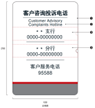 客户咨询投诉电话
Customer Advisory
Complaints Hotline
×× 支行
0000-00000000
×× 分行
0000-00000000
客户服务电话
95588